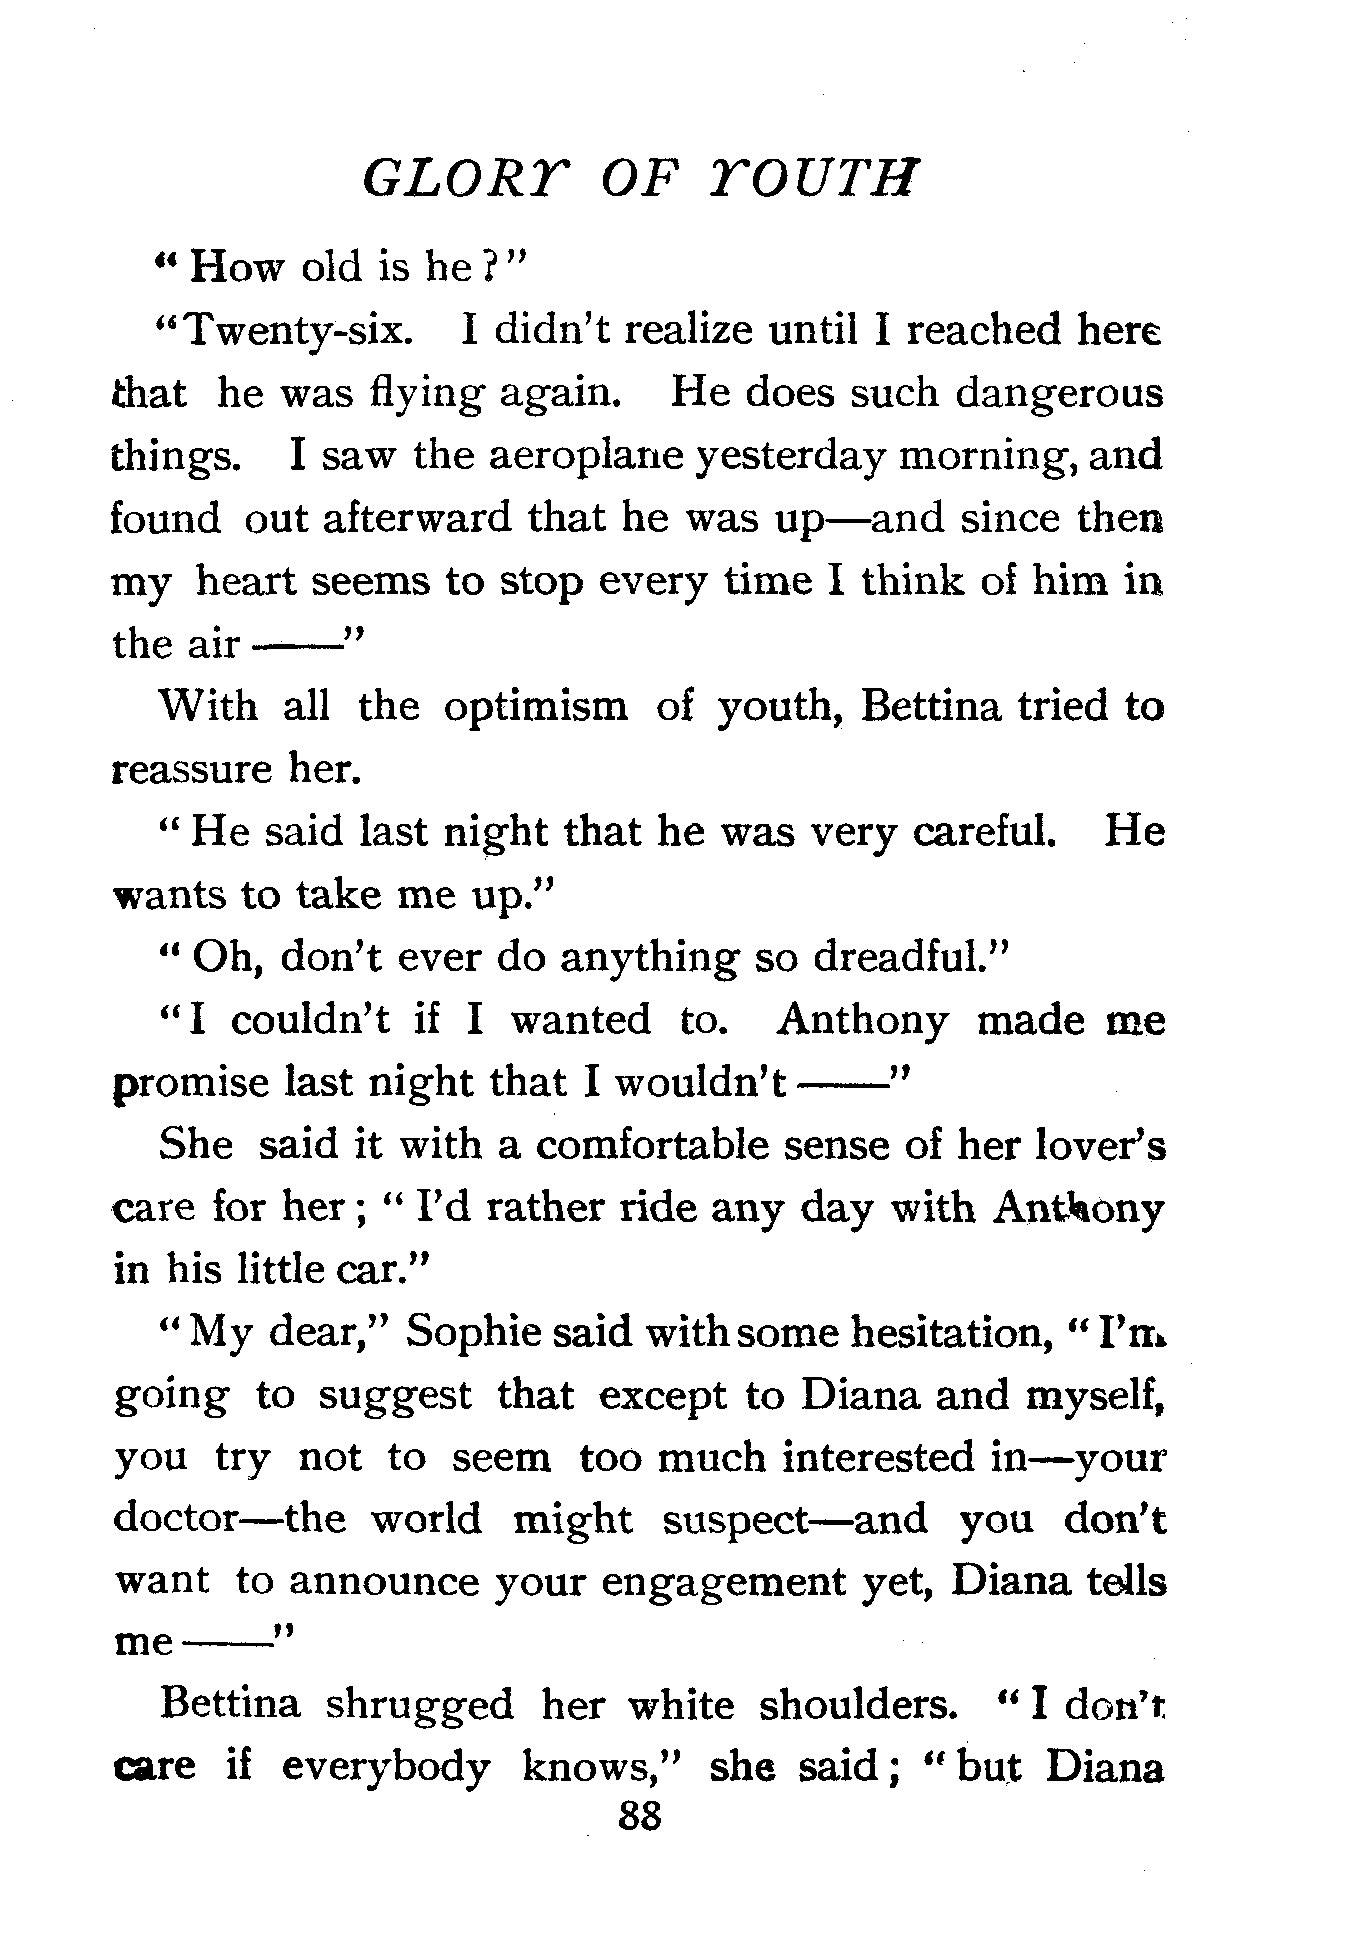 GLORY OF YOUTH
“ How old is he ? ”
“Twenty-six. I didn’t realize until I reached here
that he was flying again. He does such dangerous
things. I saw the aeroplane yesterday morning, and
found out afterward that he was up—and since then
my heart seems to stop every time I think of him in
the air ——”
With all the optimism of youth, Bettina tried to
reassure her.
“ He said last night that he was very careful. He
wants to take me up.”
“ Oh, don’t ever do anything so dreadful.”
“I couldn’t if I wanted to. Anthony made me
promise last night that I wouldn’t ——”
She said it with a comfortable sense of her lover’s
care for her ; “ I’d rather ride any day with Anthony
in his little car.”
“ My dear,” Sophie said with some hesitation, “ I’m
going to suggest that except to Diana and myself,
you try not to seem too much interested in—your
doctor—the world might suspect—and you don’t
want to announce your engagement yet, Diana tells
me ——”
Bettina shrugged her white shoulders. “ I don’t
care if everybody knows,” she said ; “ but Diana
88